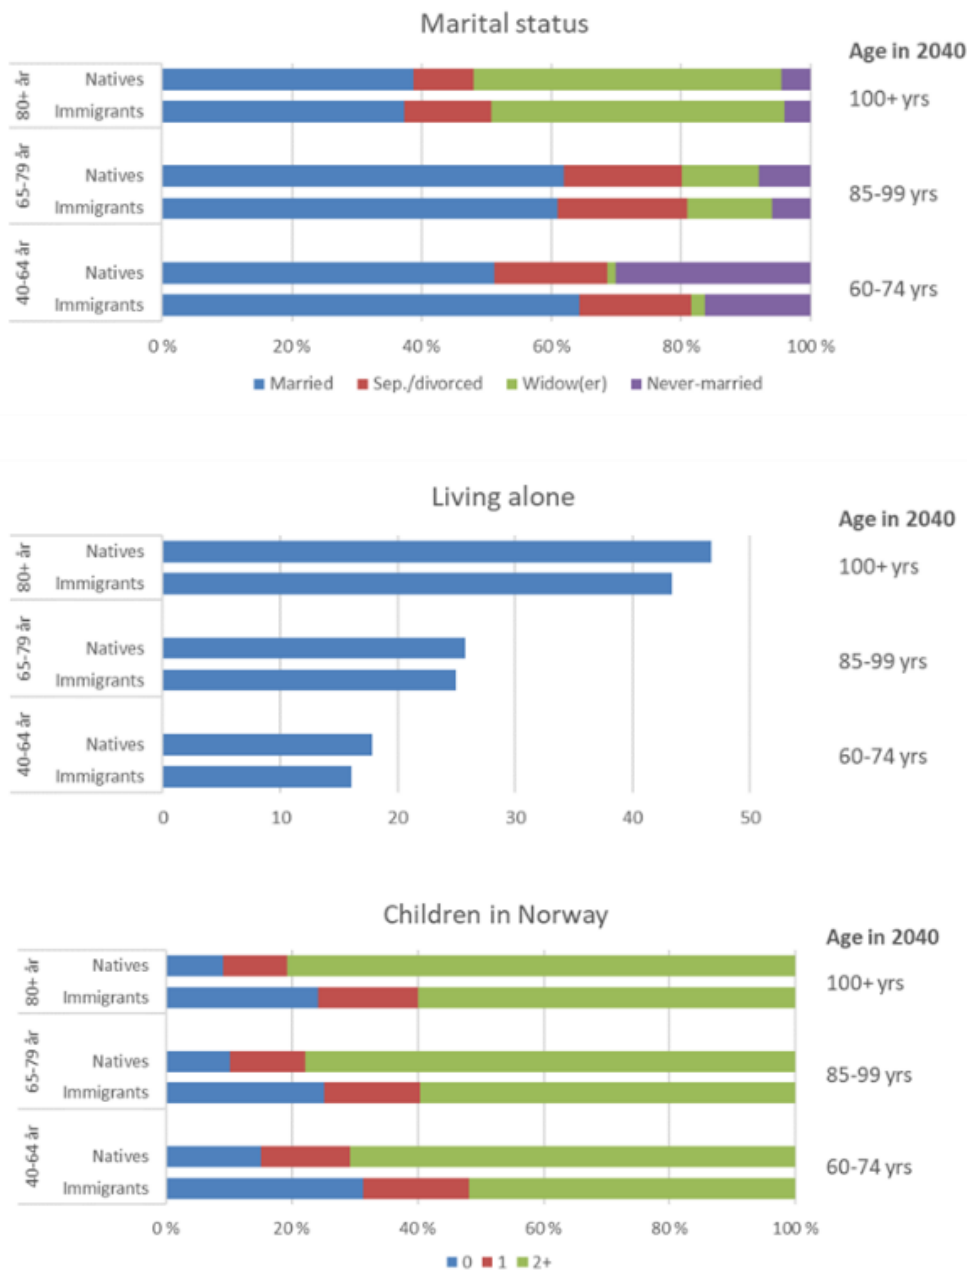 Marital status
Age in 2040
80+ år
Natives
Immigrants
100+ yrs
65-79 år
Natives
Immigrants
85-99 yrs
40-64 år
Natives
Immigrants
60-74 yrs
0 % 20 % 40 % 60 % 80 % 100 %
Married Sep./divorced Widow(er) Never-married
Living alone
Age in 2040
80+ år
Natives
Immigrants
100+ yrs
65-79 år
Natives
Immigrants
85-99 yrs
40-64 år
Natives
Immigrants
60-74 yrs
0 10 20 30 40 50
Children in Norway
Age in 2040
80+ år
Natives
Immigrants
100+ yrs
65-79 år
Natives
Immigrants
85-99 yrs
40-64 år
Natives
Immigrants
60-74 yrs
0 % 20 % 40 % 60 % 80 % 100 %
0 1 2+